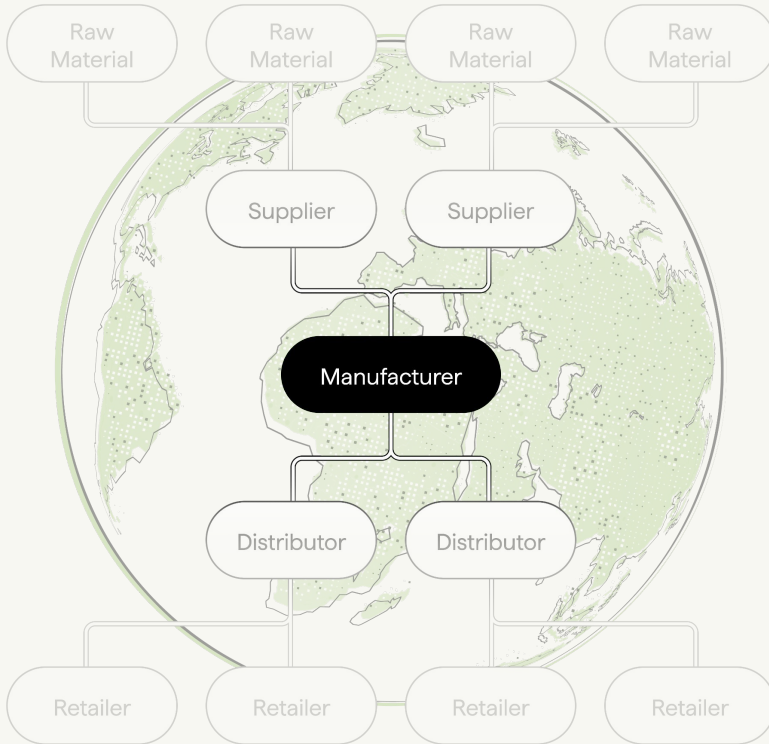 Raw
Material
Raw
Material
Raw
Material
Raw
Material
Supplier
Supplier
Manufacturer
Distributor
Distributor
Retailer
Retailer
Retailer
Retailer